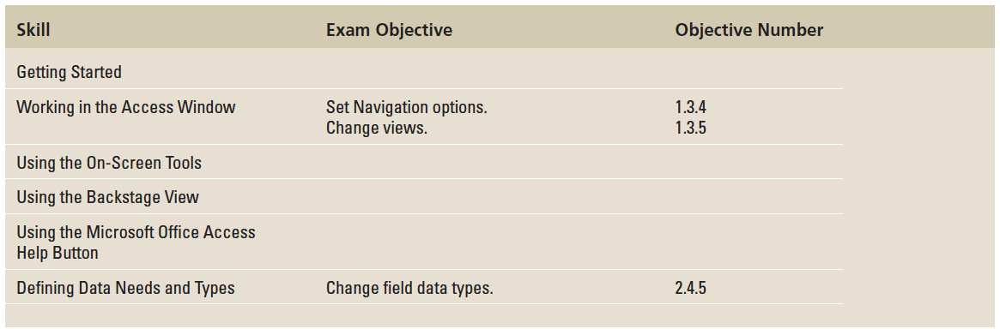 Skill Exam Objective Objective Number
Getting Started
Working in the Access Window Set Navigation options. 1.3.4
Change views. 1.3.5
Using the On-Screen Tools
Using the Backstage View
Using the Microsoft Office Access
Help Button
Defining Data Needs and Types Change field data types. 2.4.5